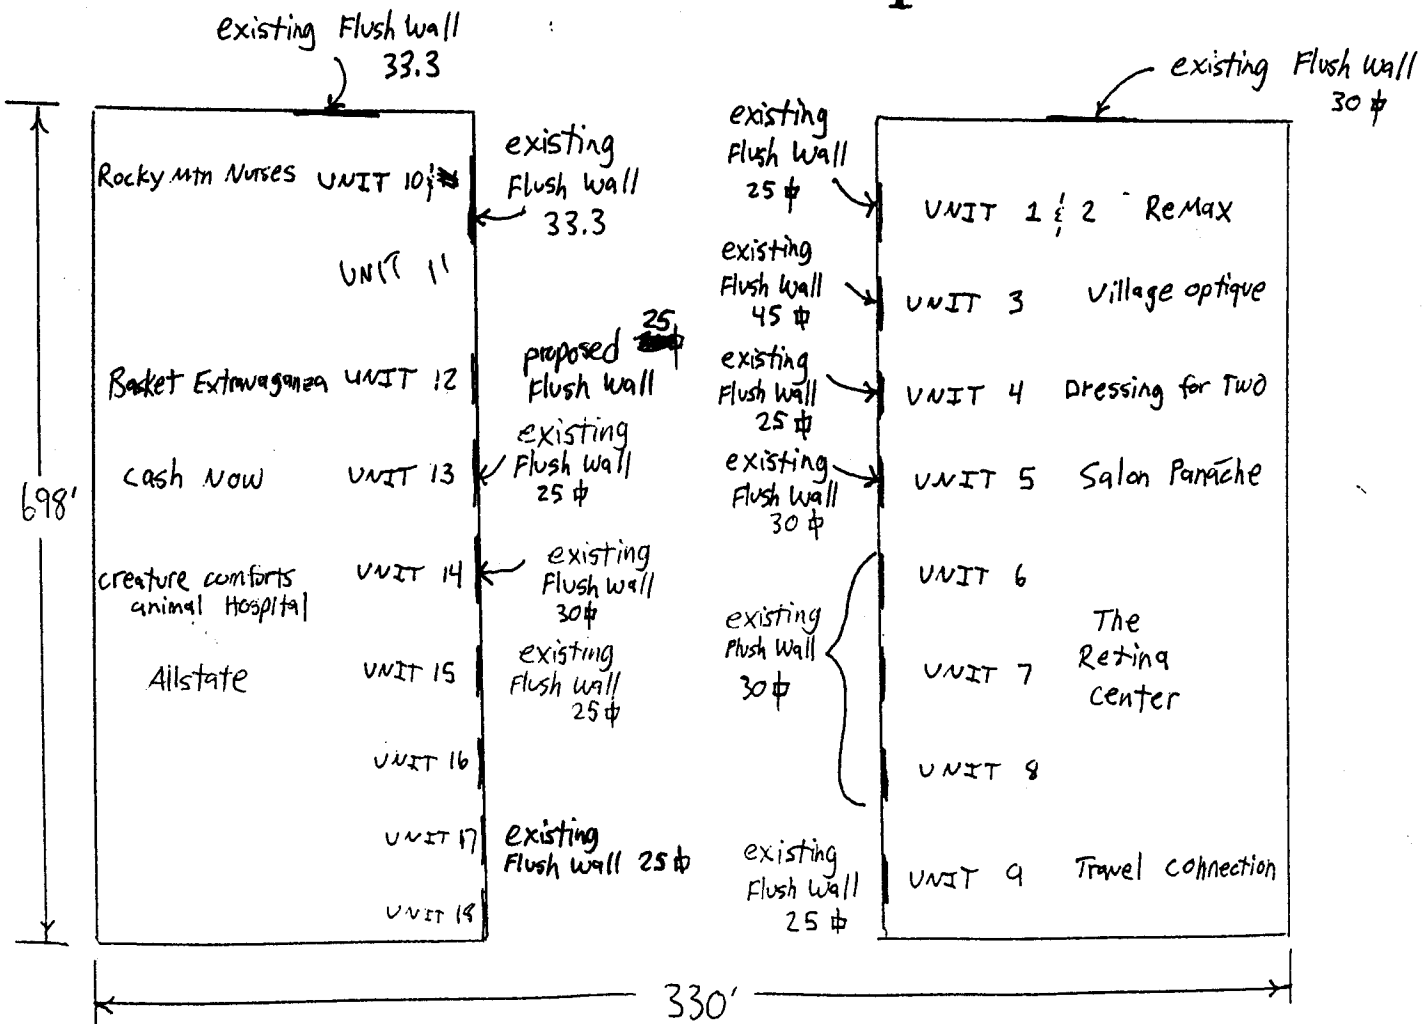 existing Flush Wall
33.3
existing Flush Wall
30 ⌽
Rocky Mtn Nurses UNIT 10 &
existing
Flush Wall
33.3
UNIT 11
Basket Extravaganza UNIT 12
proposed 25 ⌽
Flush Wall
Cash Now UNIT 13
existing
Flush Wall
25 ⌽
creature comforts
animal Hospital
UNIT 14
existing
Flush Wall
30 ⌽
Allstate UNIT 15
existing
Flush Wall
25 ⌽
UNIT 16
UNIT 17
existing
Flush Wall 25 ⌽
UNIT 18
698'
existing
Flush Wall
25 ⌽
UNIT 1 & 2 ReMax
existing
Flush Wall
45 ⌽
UNIT 3 Village optique
existing
Flush Wall
25 ⌽
UNIT 4 Dressing for Two
existing
Flush Wall
30 ⌽
UNIT 5 Salon Panache
UNIT 6
existing
Flush Wall
30 ⌽
UNIT 7
The
Retina
Center
UNIT 8
existing
Flush Wall
25 ⌽
UNIT 9 Travel Connection
330'